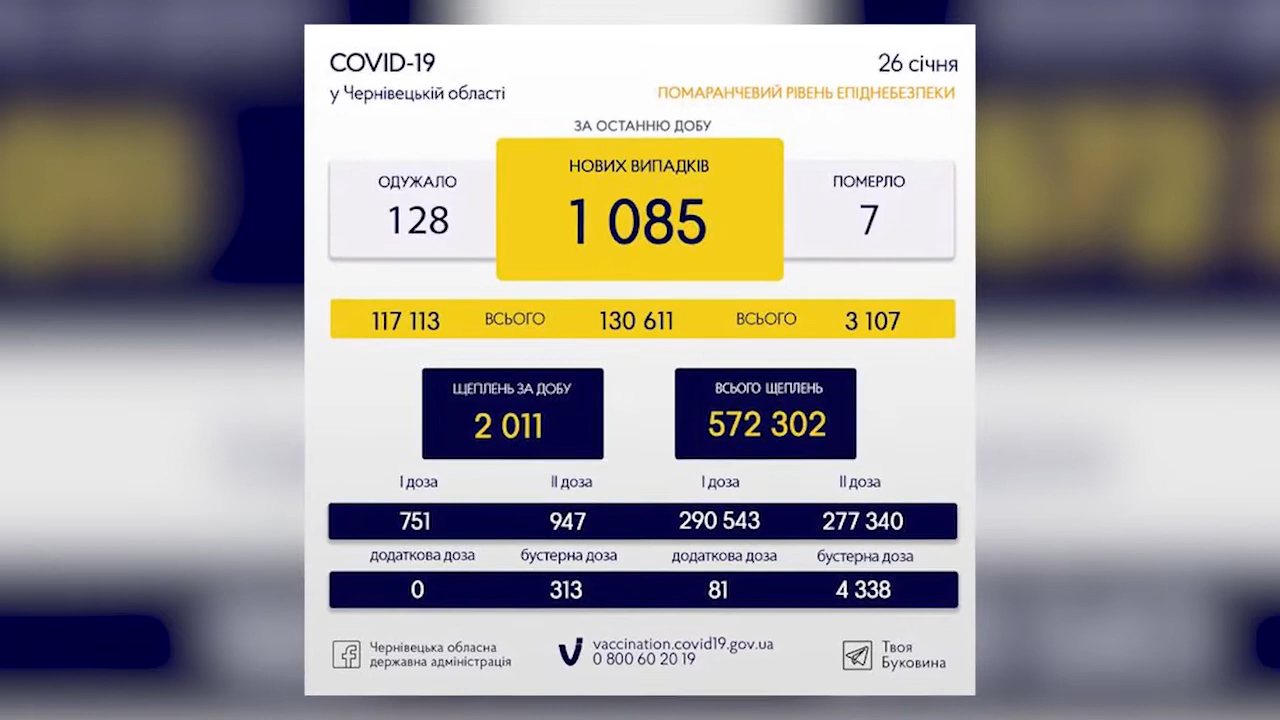 COVID-19
у Чернівецькій області
26 січня
ПОМАРАНЧЕВИЙ РІВЕНЬ ЕПІДНЕБЕЗПЕКИ
ЗА ОСТАННЮ ДОБУ
ОДУЖАЛО
128
НОВИХ ВИПАДКІВ
1 085
ПОМЕРЛО
7
117 113 ВСЬОГО 130 611 ВСЬОГО 3 107
ЩЕПЛЕНЬ ЗА ДОБУ
2 011
ВСЬОГО ЩЕПЛЕНЬ
572 302
I доза II доза I доза II доза
751 947 290 543 277 340
додаткова доза бустерна доза додаткова доза бустерна доза
0 313 81 4 338
Чернівецька обласна
державна адміністрація
vaccination.covid19.gov.ua
0 800 60 20 19
Твоя
Буковина